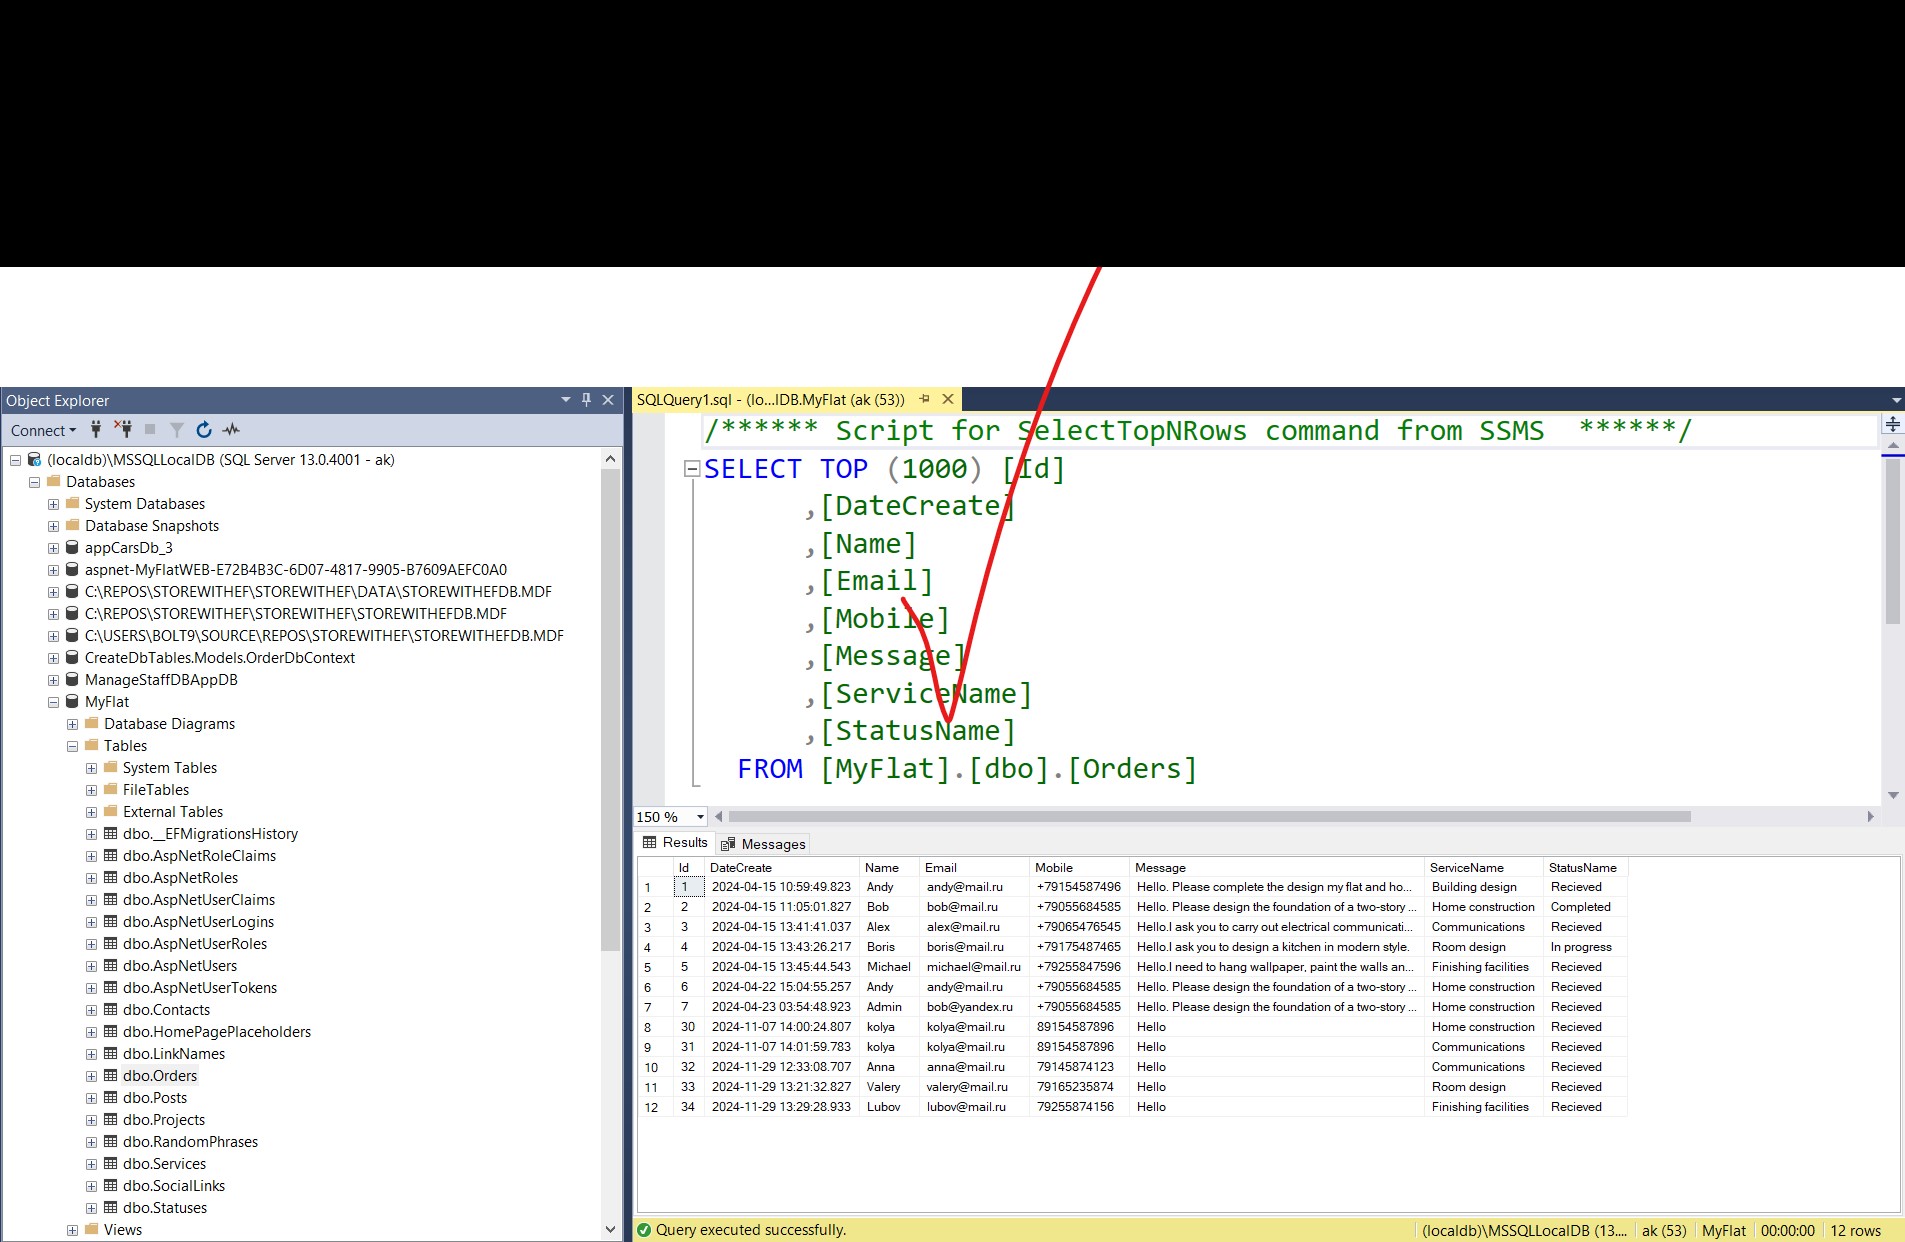 Object Explorer
Connect
(localdb)\MSSQLLocalDB (SQL Server 13.0.4001 - ak)
Databases
System Databases
Database Snapshots
appCarsDb_3
aspnet-MyFlatWEB-E72B4B3C-6D07-4817-9905-B7609AEFC0A0
C:\REPOS\STOREWITHEF\STOREWITHEF\DATA\STOREWITHEFDB.MDF
C:\REPOS\STOREWITHEF\STOREWITHEF\STOREWITHEFDB.MDF
C:\USERS\BOLT9\SOURCE\REPOS\STOREWITHEF\STOREWITHEFDB.MDF
CreateDbTables.Models.OrderDbContext
ManageStaffDBAppDB
MyFlat
Database Diagrams
Tables
System Tables
FileTables
External Tables
dbo.__EFMigrationsHistory
dbo.AspNetRoleClaims
dbo.AspNetRoles
dbo.AspNetUserClaims
dbo.AspNetUserLogins
dbo.AspNetUserRoles
dbo.AspNetUsers
dbo.AspNetUserTokens
dbo.Contacts
dbo.HomePagePlaceholders
dbo.LinkNames
dbo.Orders
dbo.Posts
dbo.Projects
dbo.RandomPhrases
dbo.Services
dbo.SocialLinks
dbo.Statuses
Views
SQLQuery1.sql - (lo...lDB.MyFlat (ak (53))
/****** Script for SelectTopNRows command from SSMS  ******/
SELECT TOP (1000) [Id]
,[DateCreate]
,[Name]
,[Email]
,[Mobile]
,[Message]
,[ServiceName]
,[StatusName]
FROM [MyFlat].[dbo].[Orders]
150 %
Results Messages
Id DateCreate Name Email Mobile Message ServiceName StatusName
1 1 2024-04-15 10:59:49.823 Andy andy@mail.ru +79154587496 Hello. Please complete the design my flat and ho... Building design Recieved
2 2 2024-04-15 11:05:01.827 Bob bob@mail.ru +79055684585 Hello. Please design the foundation of a two-story ... Home construction Completed
3 3 2024-04-15 13:41:41.037 Alex alex@mail.ru +79065476545 Hello.I ask you to carry out electrical communicati... Communications Recieved
4 4 2024-04-15 13:43:26.217 Boris boris@mail.ru +79175487465 Hello.I ask you to design a kitchen in modern style. Room design In progress
5 5 2024-04-15 13:45:44.543 Michael michael@mail.ru +79255847596 Hello.I need to hang wallpaper, paint the walls an... Finishing facilities Recieved
6 6 2024-04-22 15:04:55.257 Andy andy@mail.ru +79055684585 Hello. Please design the foundation of a two-story ... Home construction Recieved
7 7 2024-04-23 03:54:48.923 Admin bob@yandex.ru +79055684585 Hello. Please design the foundation of a two-story ... Home construction Recieved
8 30 2024-11-07 14:00:24.807 kolya kolya@mail.ru 89154587896 Hello Home construction Recieved
9 31 2024-11-07 14:01:59.783 kolya kolya@mail.ru 89154587896 Hello Communications Recieved
10 32 2024-11-29 12:33:08.707 Anna anna@mail.ru 79145874123 Hello Communications Recieved
11 33 2024-11-29 13:21:32.827 Valery valery@mail.ru 79165235874 Hello Room design Recieved
12 34 2024-11-29 13:29:28.933 Lubov lubov@mail.ru 79255874156 Hello Finishing facilities Recieved
Query executed successfully. (localdb)\MSSQLLocalDB (13.... ak (53) MyFlat 00:00:00 12 rows